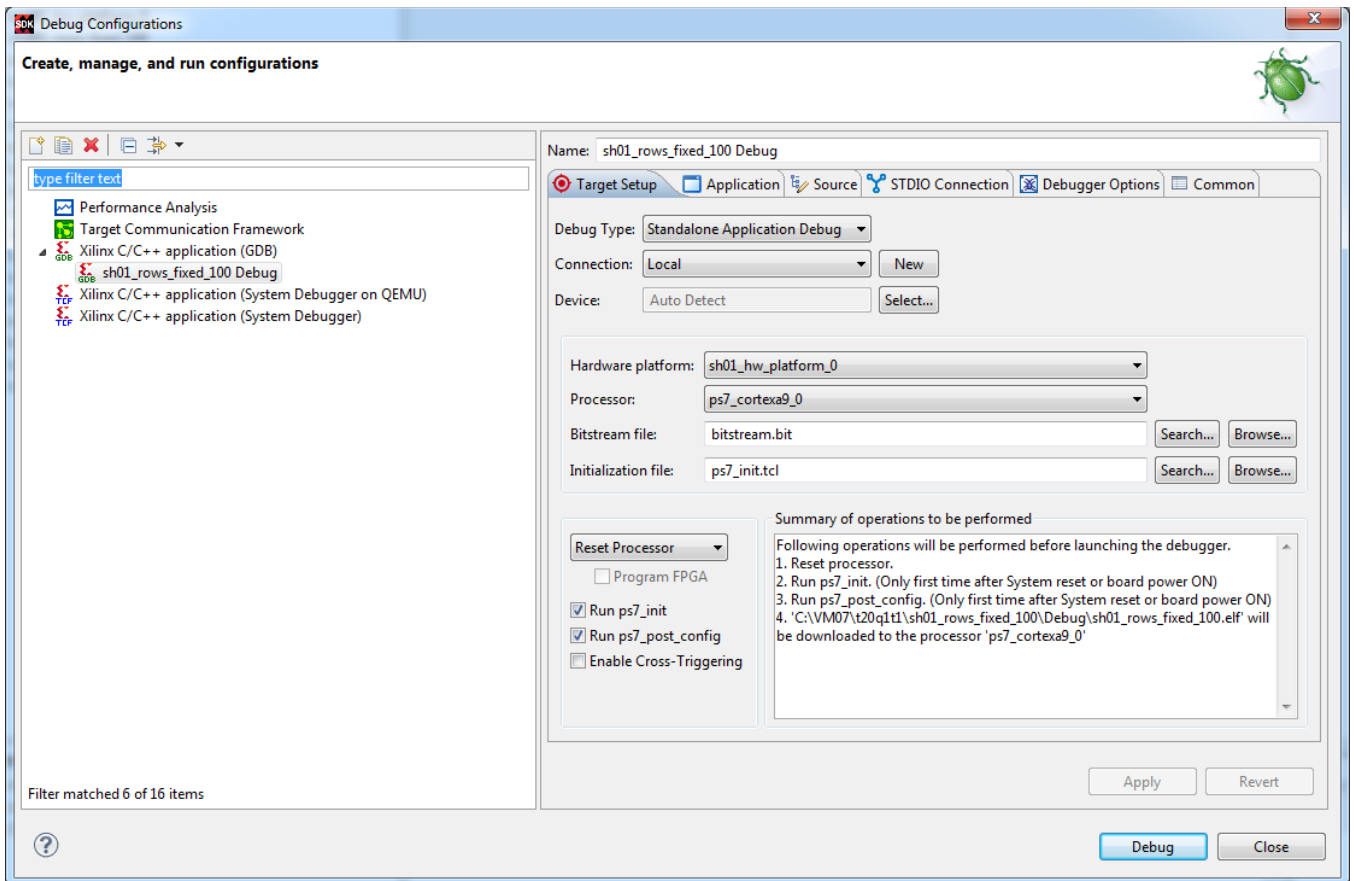 SDK Debug Configurations
Create, manage, and run configurations
type filter text
Performance Analysis
Target Communication Framework
GDB Xilinx C/C++ application (GDB)
GDB sh01_rows_fixed_100 Debug
TCF Xilinx C/C++ application (System Debugger on QEMU)
TCF Xilinx C/C++ application (System Debugger)
Filter matched 6 of 16 items
Name: sh01_rows_fixed_100 Debug
Target Setup Application Source STDIO Connection Debugger Options Common
Debug Type: Standalone Application Debug
Connection: Local New
Device: Auto Detect Select...
Hardware platform: sh01_hw_platform_0
Processor: ps7_cortexa9_0
Bitstream file: bitstream.bit Search... Browse...
Initialization file: ps7_init.tcl Search... Browse...
Reset Processor
Program FPGA
Run ps7_init
Run ps7_post_config
Enable Cross-Triggering
Summary of operations to be performed
Following operations will be performed before launching the debugger.
1. Reset processor.
2. Run ps7_init. (Only first time after System reset or board power ON)
3. Run ps7_post_config. (Only first time after System reset or board power ON)
4. 'C:\VM07\t20q1t1\sh01_rows_fixed_100\Debug\sh01_rows_fixed_100.elf' will
be downloaded to the processor 'ps7_cortexa9_0'
Apply Revert
? Debug Close